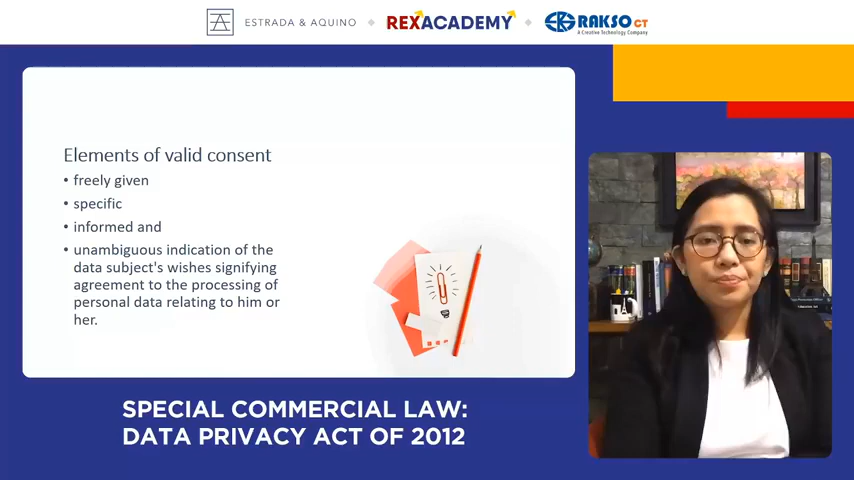 ESTRADA & AQUINO
REXACADEMY
RAKSO CT
A Creative Technology Company
Elements of valid consent
• freely given
• specific
• informed and
• unambiguous indication of the
data subject's wishes signifying
agreement to the processing of
personal data relating to him or
her.
SPECIAL COMMERCIAL LAW:
DATA PRIVACY ACT OF 2012